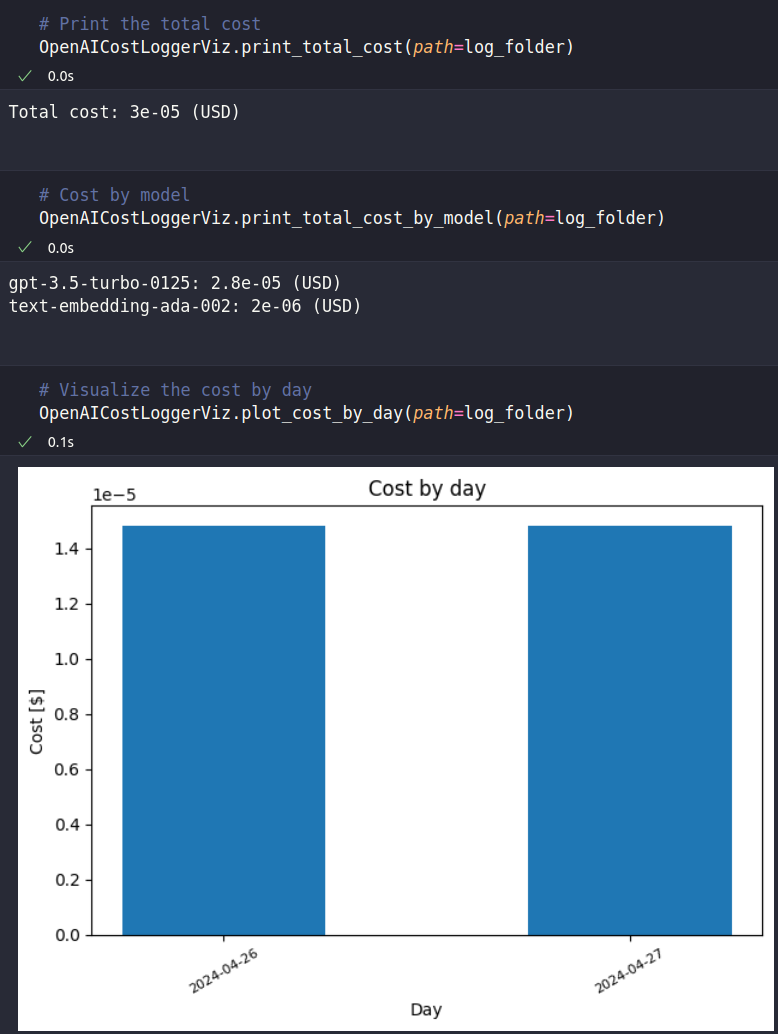 # Print the total cost
OpenAICostLoggerViz.print_total_cost(path=log_folder)
✓ 0.0s
Total cost: 3e-05 (USD)
# Cost by model
OpenAICostLoggerViz.print_total_cost_by_model(path=log_folder)
✓ 0.0s
gpt-3.5-turbo-0125: 2.8e-05 (USD)
text-embedding-ada-002: 2e-06 (USD)
# Visualize the cost by day
OpenAICostLoggerViz.plot_cost_by_day(path=log_folder)
✓ 0.1s
Cost by day
1e−5
1.4
1.2
1.0
0.8
0.6
0.4
0.2
0.0
Cost [$]
2024-04-26
2024-04-27
Day